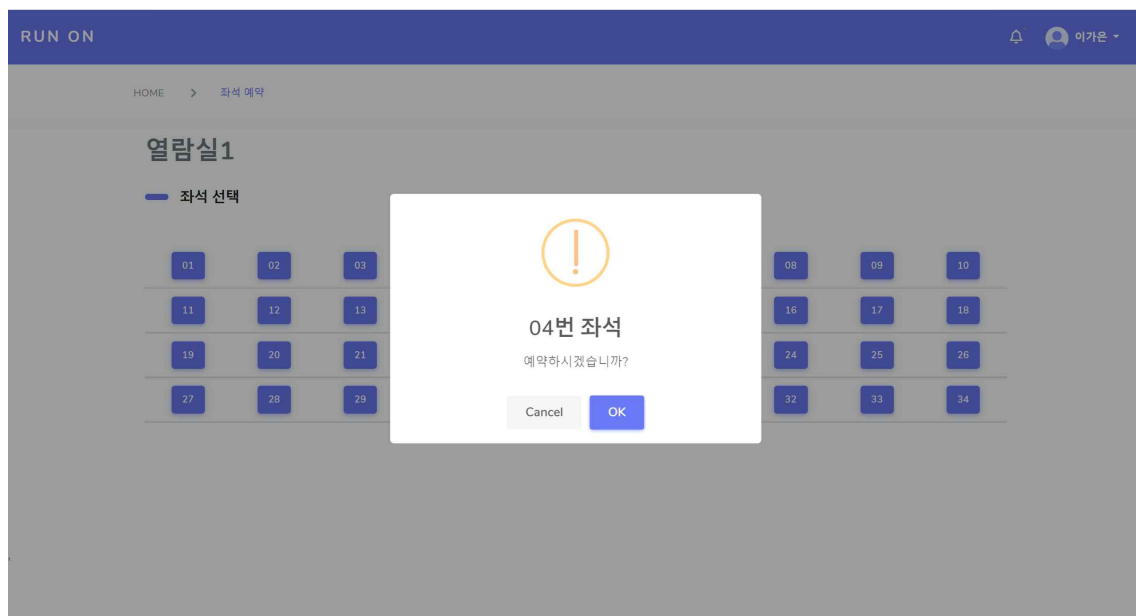 RUN ON
이가은
HOME > 좌석 예약
열람실1
좌석 선택
01 02 03 08 09 10
11 12 13 16 17 18
19 20 21 24 25 26
27 28 29 32 33 34
04번 좌석
예약하시겠습니까?
Cancel OK